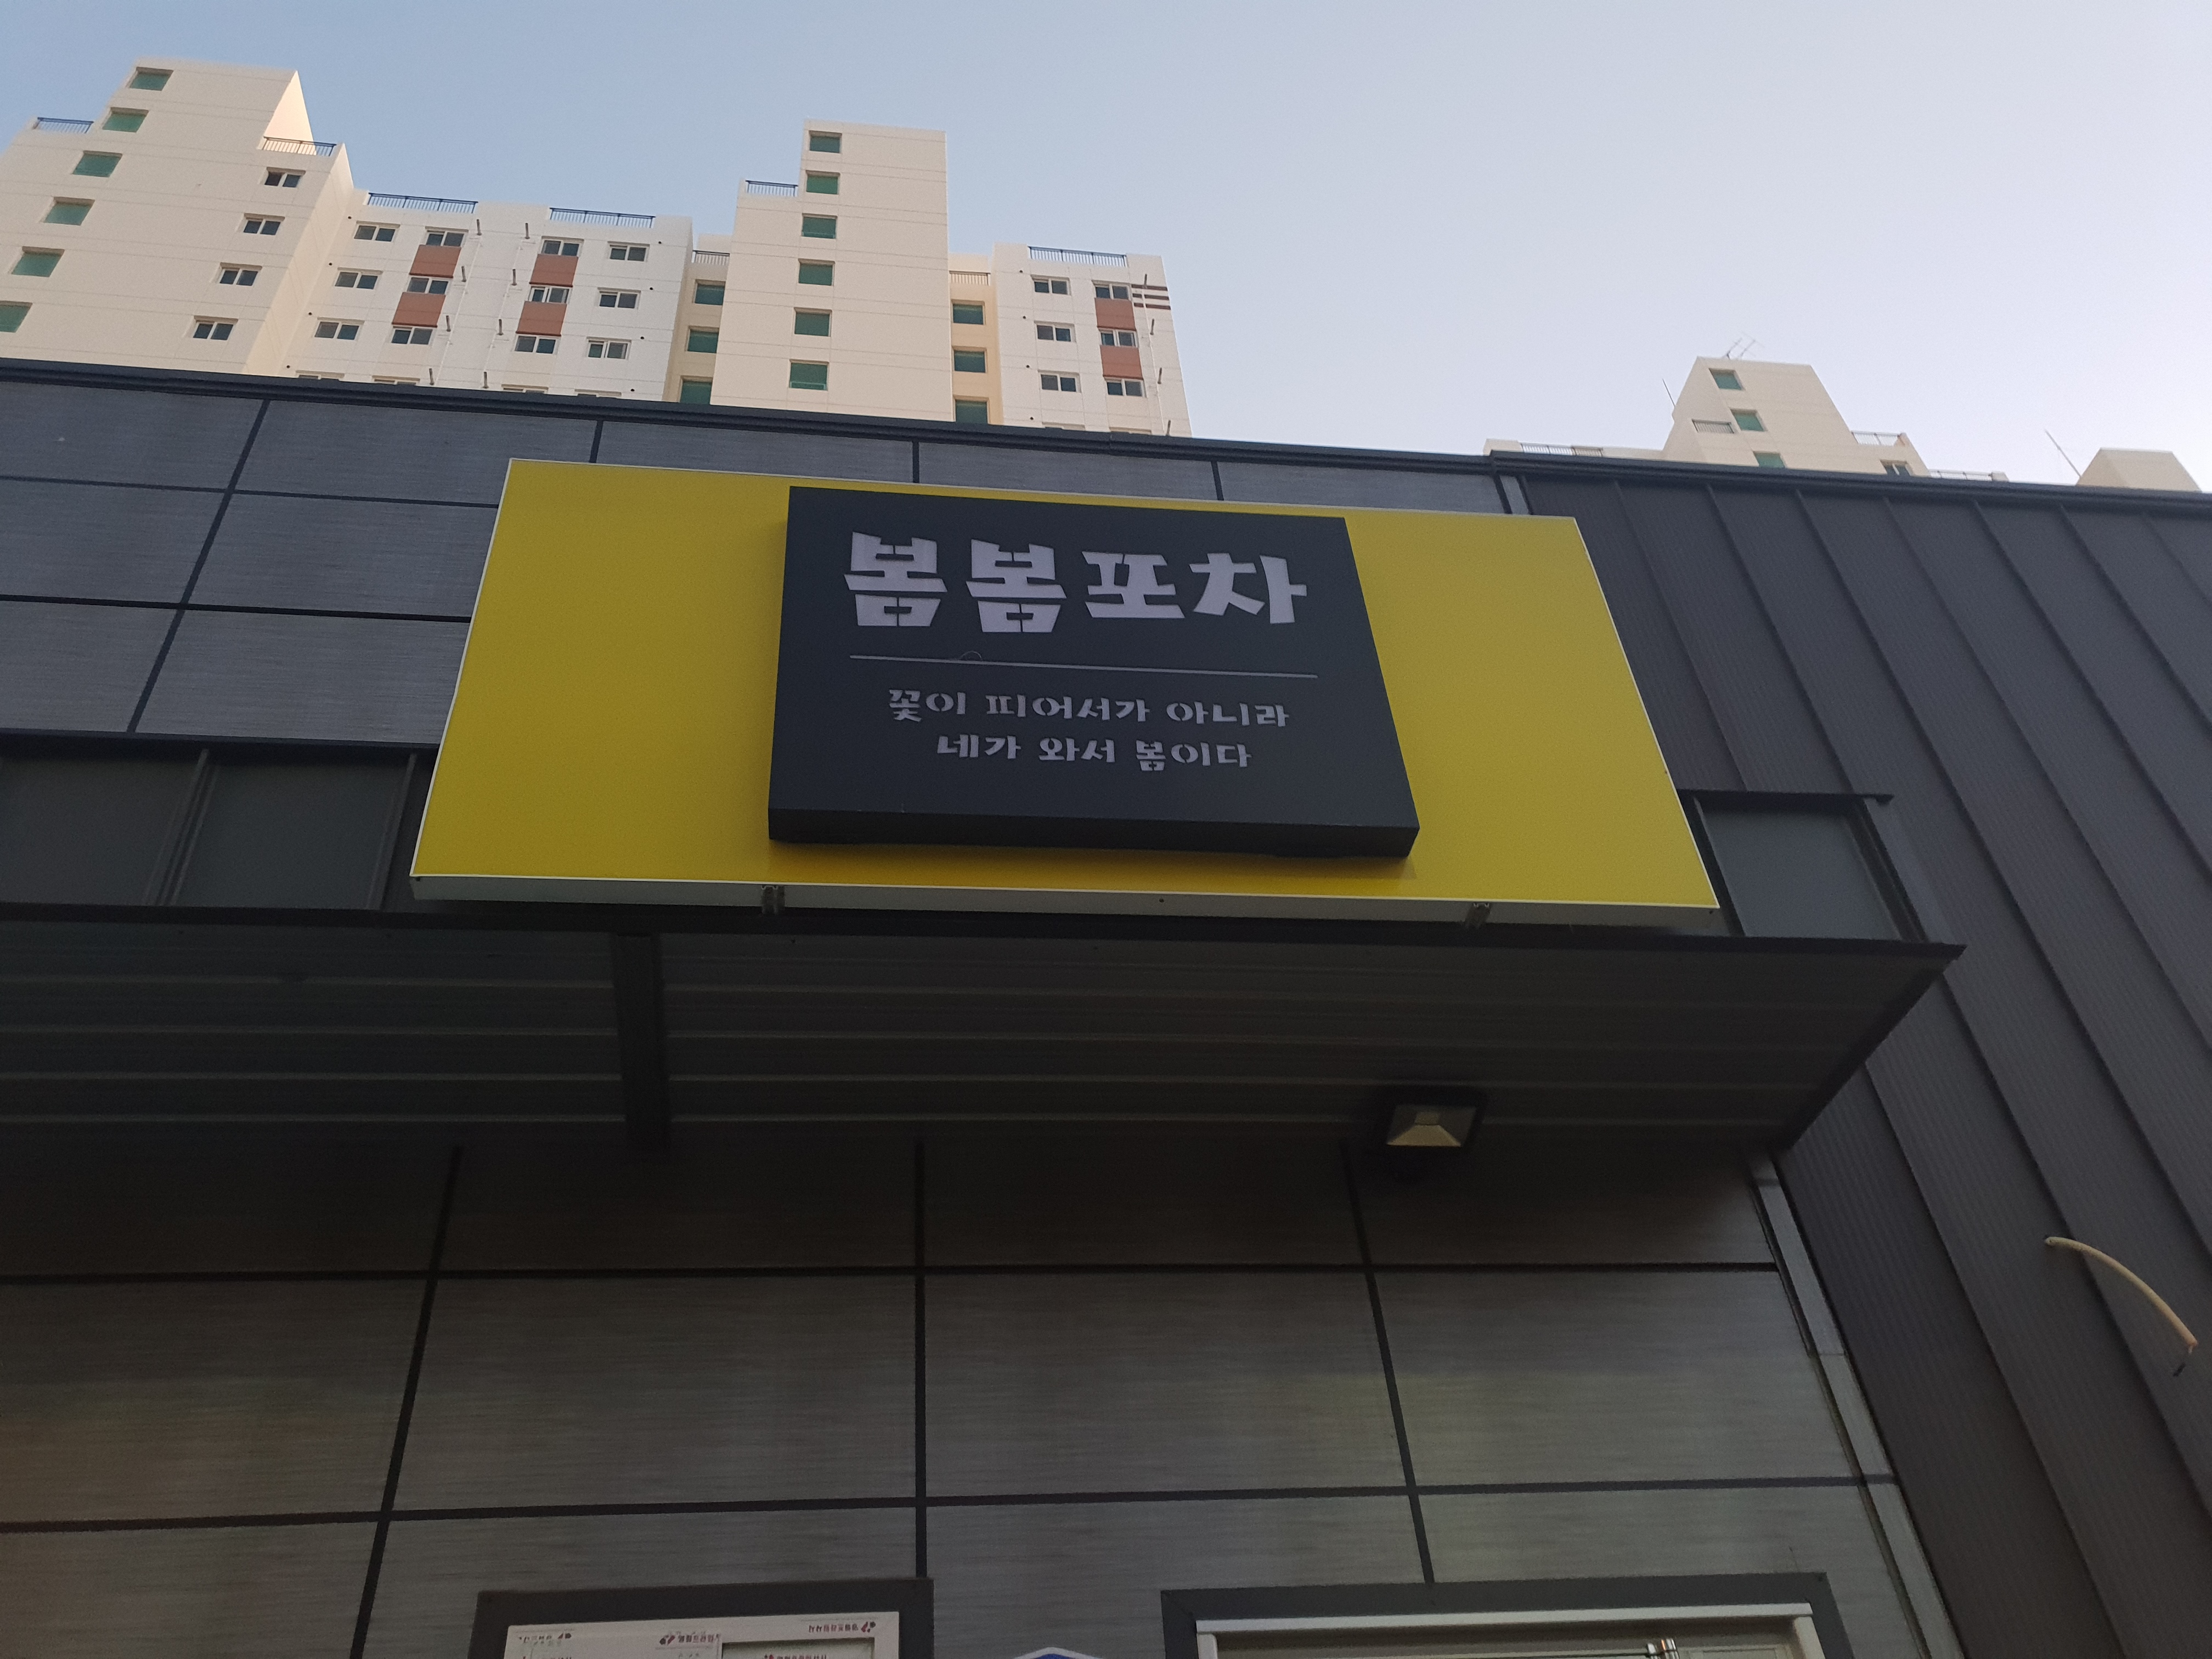 봄봄포차
꽃이 피어서가 아니라
네가 와서 봄이다